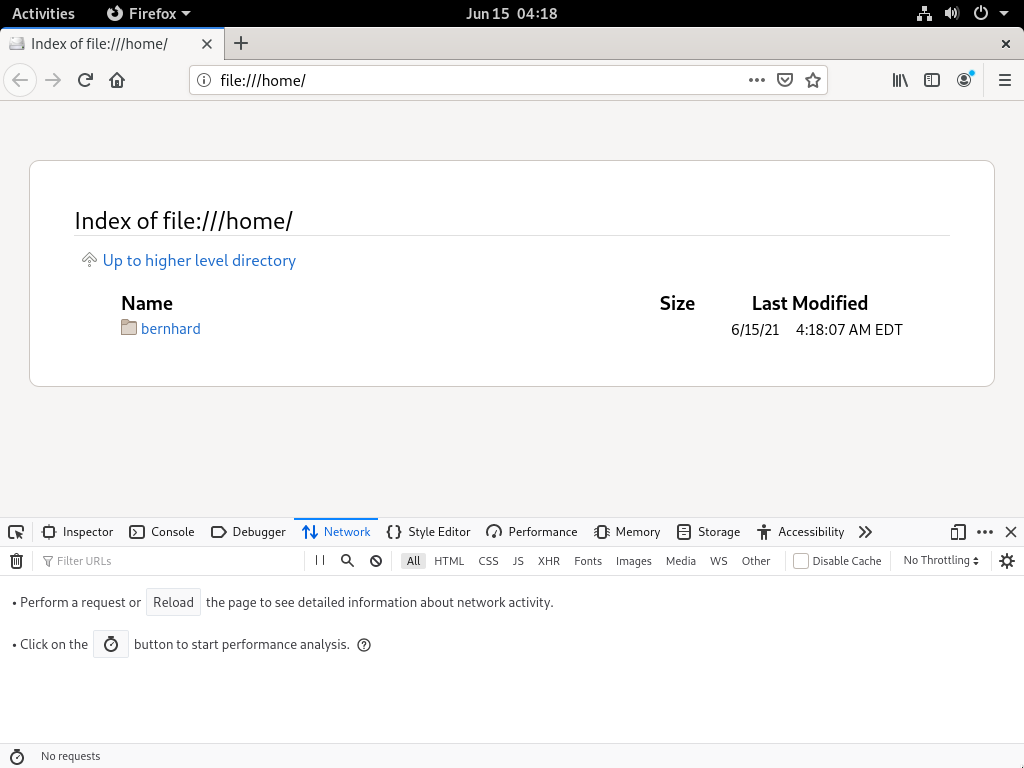 Activities Firefox Jun 15 04:18
Index of file:///home/
file:///home/
Index of file:///home/
Up to higher level directory
Name Size Last Modified
bernhard 6/15/21 4:18:07 AM EDT
Inspector Console Debugger Network Style Editor Performance Memory Storage Accessibility
Filter URLs All HTML CSS JS XHR Fonts Images Media WS Other Disable Cache No Throttling
• Perform a request or Reload the page to see detailed information about network activity.
• Click on the button to start performance analysis.
No requests